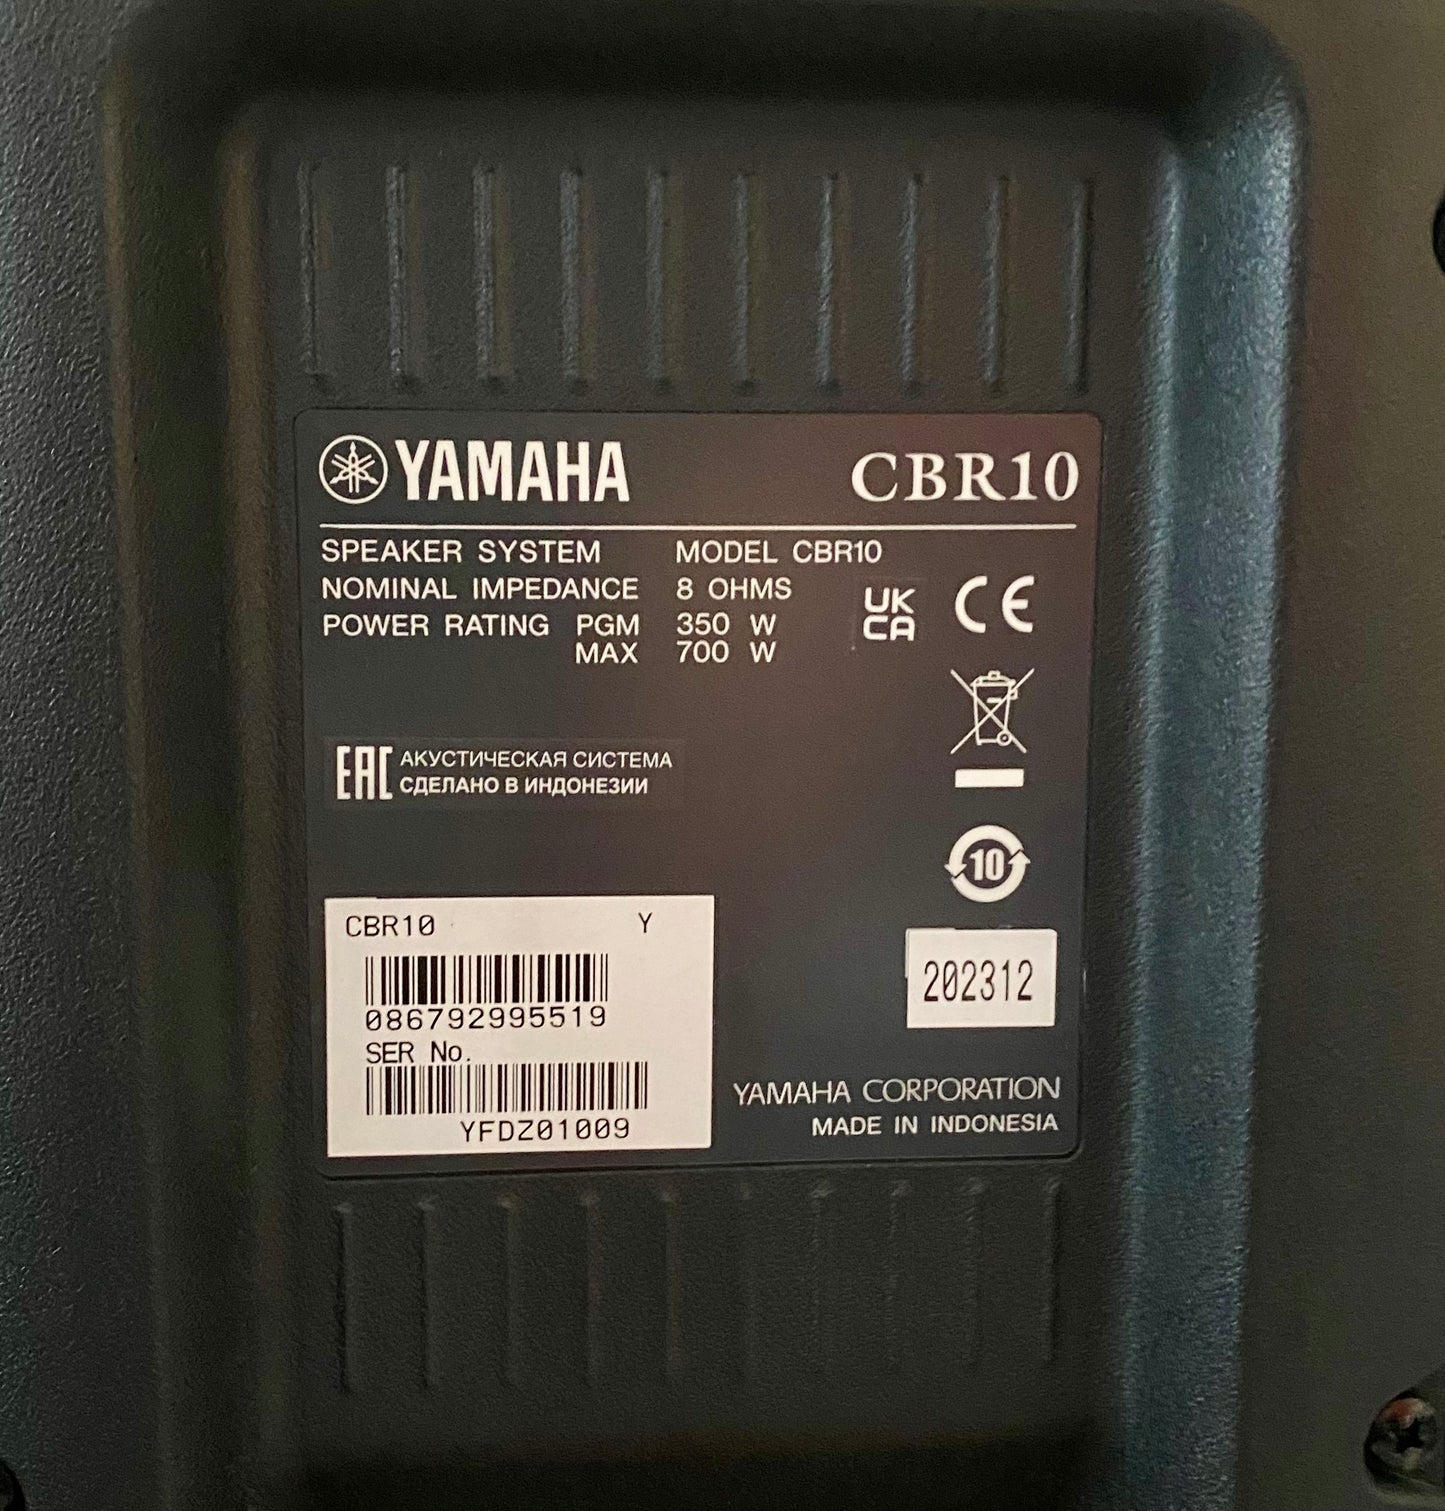 YAMAHA CBR10
SPEAKER SYSTEM MODEL CBR10
NOMINAL IMPEDANCE 8 OHMS
POWER RATING PGM 350 W
MAX 700 W
UK
CA
CE
EAC АКУСТИЧЕСКАЯ СИСТЕМА
СДЕЛАНО В ИНДОНЕЗИИ
10
CBR10 Y
086792995519
SER No.
YFDZ01009
202312
YAMAHA CORPORATION
MADE IN INDONESIA